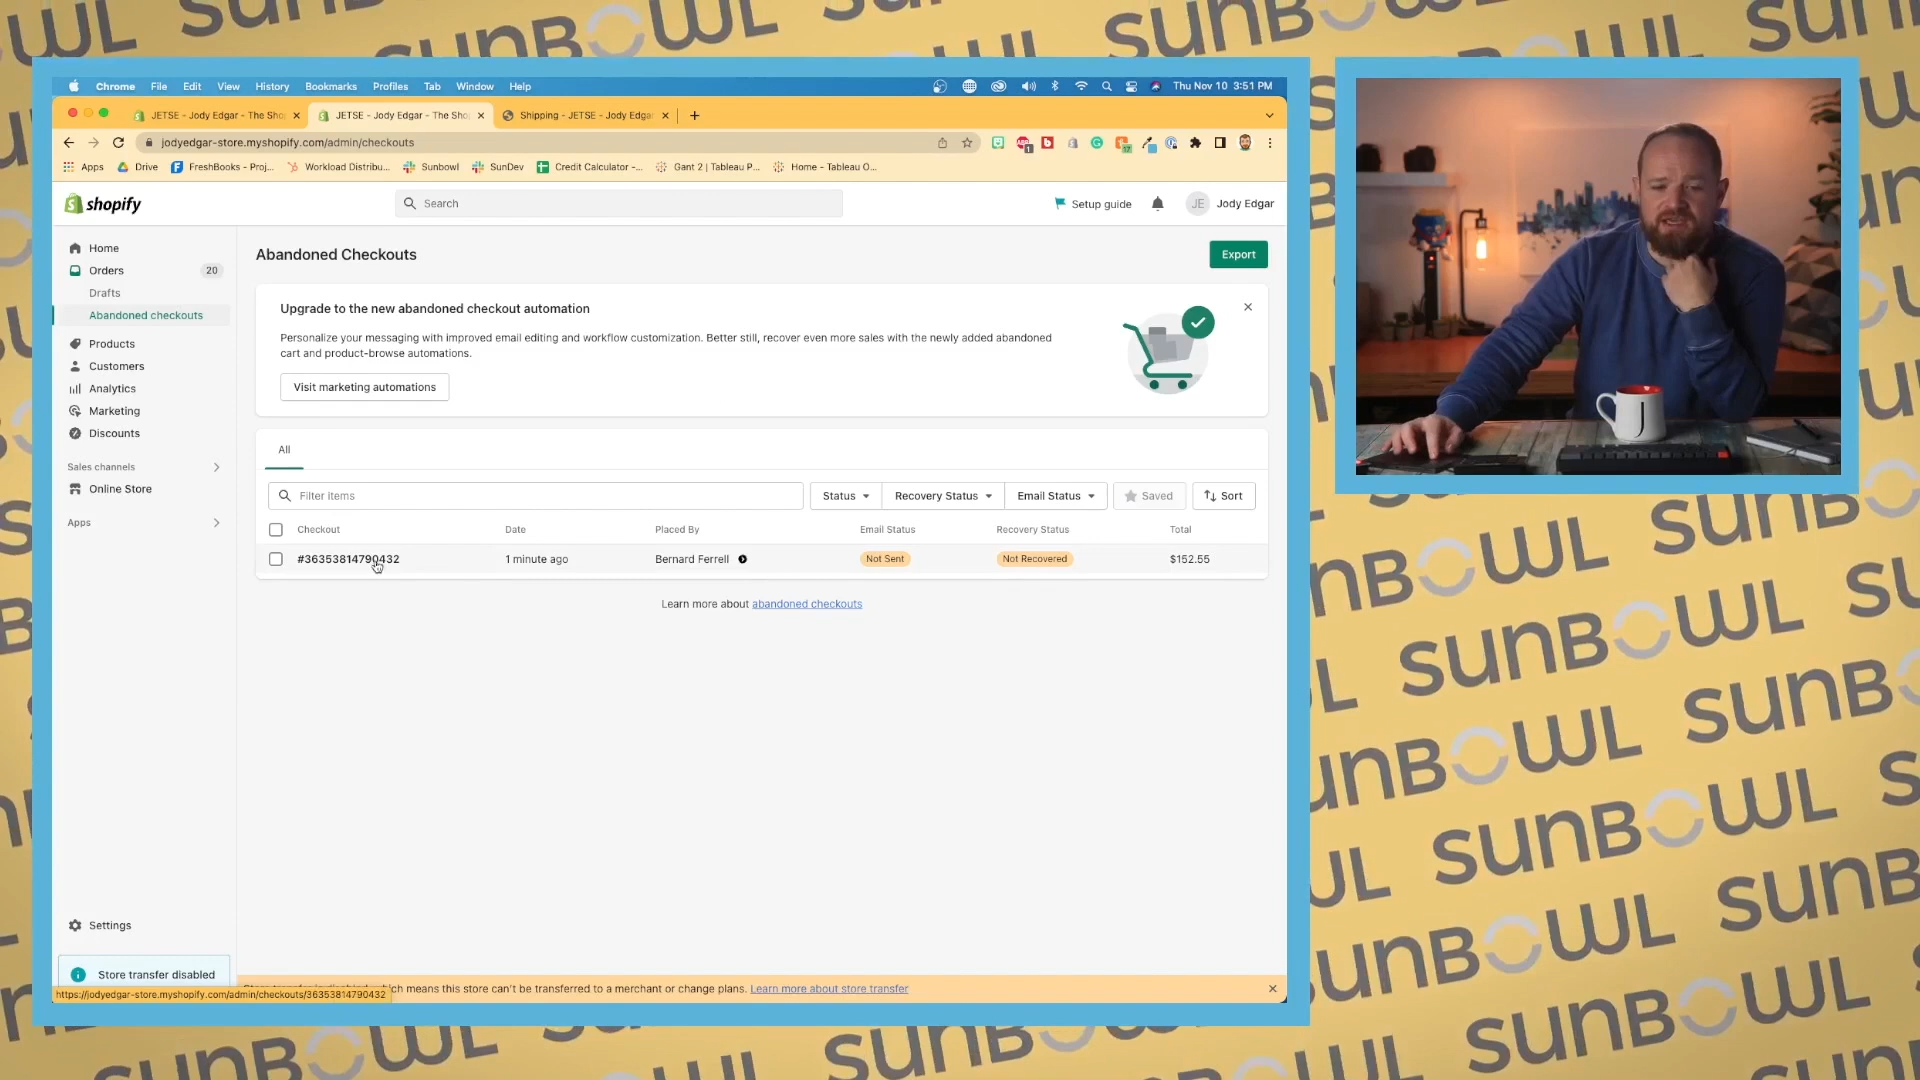 Chrome File Edit View History Bookmarks Profiles Tab Window Help Thu Nov 10 3:51 PM
JETSE - Jody Edgar - The Sho
JETSE - Jody Edgar - The Sho
Shipping - JETSE - Jody Edgar
jodyedgar-store.myshopify.com/admin/checkouts
Apps Drive FreshBooks - Proj... Workload Distribu... Sunbowl SunDev Credit Calculator -... Gant 2 | Tableau P... Home - Tableau O...
shopify
Search
Setup guide
JE Jody Edgar
Home
Orders 20
Drafts
Abandoned checkouts
Products
Customers
Analytics
Marketing
Discounts
Sales channels
Online Store
Apps
Settings
Store transfer disabled
Abandoned Checkouts
Export
Upgrade to the new abandoned checkout automation
Personalize your messaging with improved email editing and workflow customization. Better still, recover even more sales with the newly added abandoned
cart and product-browse automations.
Visit marketing automations
All
Filter items
Status Recovery Status Email Status Saved Sort
Checkout Date Placed By Email Status Recovery Status Total
#36353814790432 1 minute ago Bernard Ferrell Not Sent Not Recovered $152.55
Learn more about abandoned checkouts
which means this store can't be transferred to a merchant or change plans. Learn more about store transfer
https://jodyedgar-store.myshopify.com/admin/checkouts/36353814790432
J
SUNBOWL